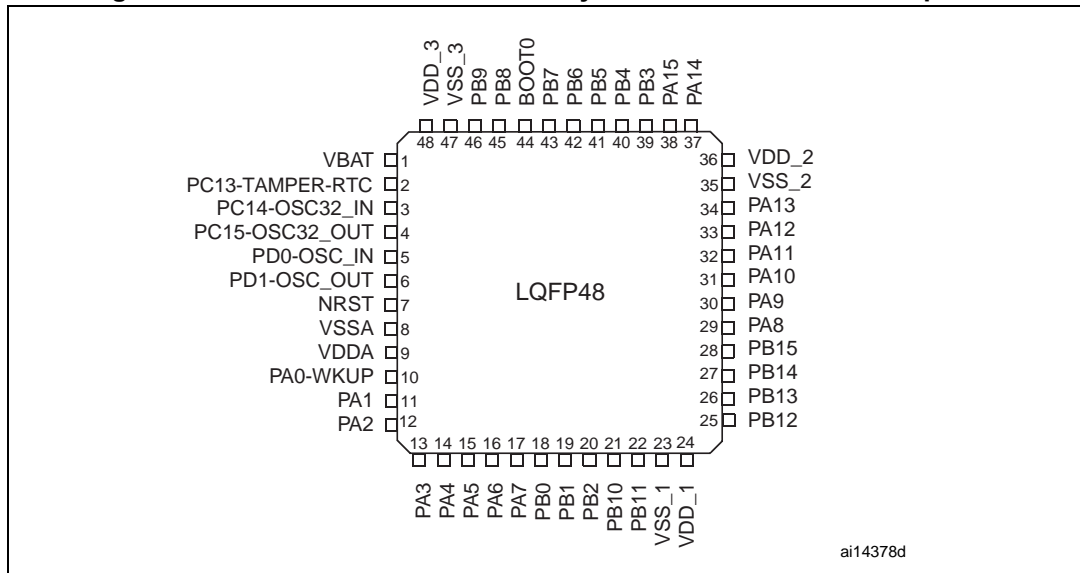 VDD_3
VSS_3
PB9
PB8
BOOT0
PB7
PB6
PB5
PB4
PB3
PA15
PA14
48 47 46 45 44 43 42 41 40 39 38 37
VBAT 1
PC13-TAMPER-RTC 2
PC14-OSC32_IN 3
PC15-OSC32_OUT 4
PD0-OSC_IN 5
PD1-OSC_OUT 6
NRST 7
VSSA 8
VDDA 9
PA0-WKUP 10
PA1 11
PA2 12
LQFP48
36 VDD_2
35 VSS_2
34 PA13
33 PA12
32 PA11
31 PA10
30 PA9
29 PA8
28 PB15
27 PB14
26 PB13
25 PB12
13 14 15 16 17 18 19 20 21 22 23 24
PA3
PA4
PA5
PA6
PA7
PB0
PB1
PB2
PB10
PB11
VSS_1
VDD_1
ai14378d